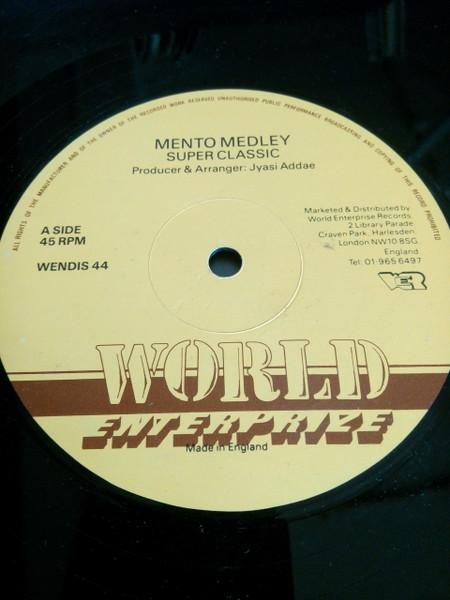 ALL RIGHTS OF THE MANUFACTURER AND OF THE OWNER OF THE RECORDED WORK RESERVED UNAUTHORISED PUBLIC PERFORMANCE BROADCASTING AND COPYING OF THIS RECORD PROHIBITED
MENTO MEDLEY
SUPER CLASSIC
Producer & Arranger: Jyasi Addae
A SIDE
45 RPM
WENDIS 44
Marketed & Distributed by
World Enterprise Records,
2 Library Parade
Craven Park, Harlesden,
London NW10 8SG
England
Tel: 01·965 6497
WER
WORLD
ENTERPRIZE
Made in England